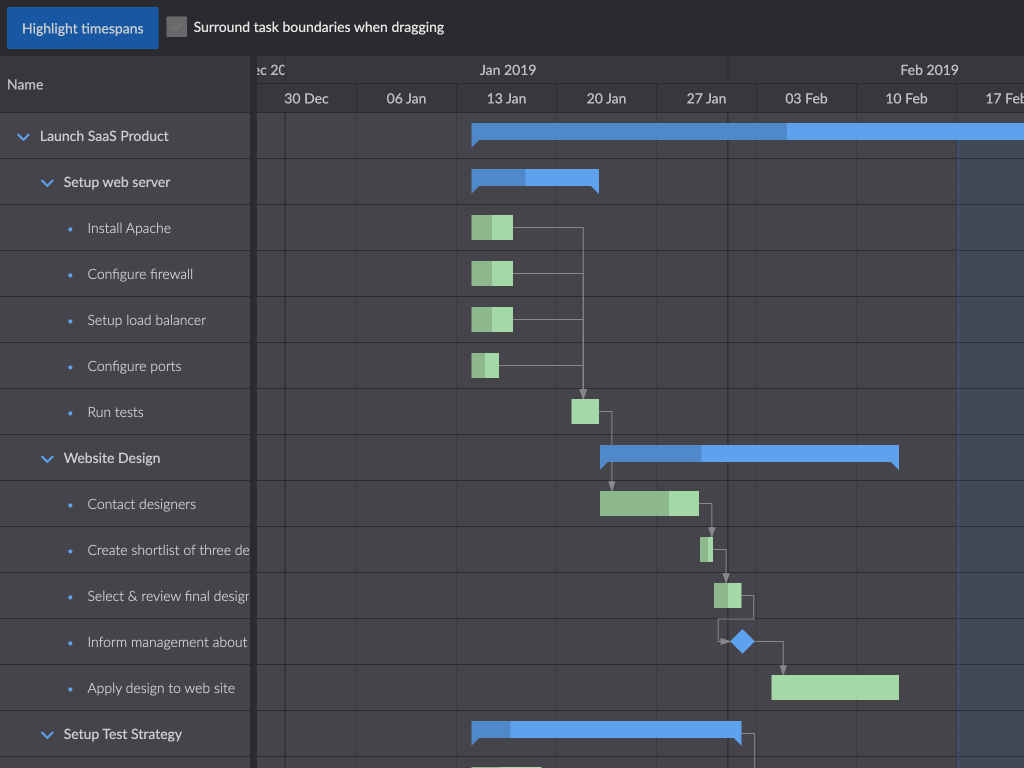 Highlight timespans
Surround task boundaries when dragging
Name
Jan 2019
Feb 2019
30 Dec
06 Jan
13 Jan
20 Jan
27 Jan
03 Feb
10 Feb
17 Feb
Launch SaaS Product
Setup web server
Install Apache
Configure firewall
Setup load balancer
Configure ports
Run tests
Website Design
Contact designers
Create shortlist of three de
Select & review final design
Inform management about
Apply design to web site
Setup Test Strategy